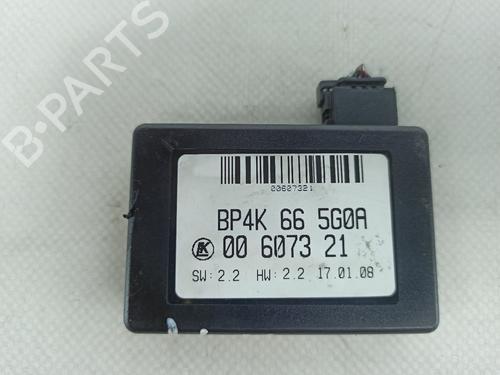 B-PARTS
00607321
BP4K 66 5G0A
00 6073 21
SW: 2.2 HW: 2.2 17.01.08